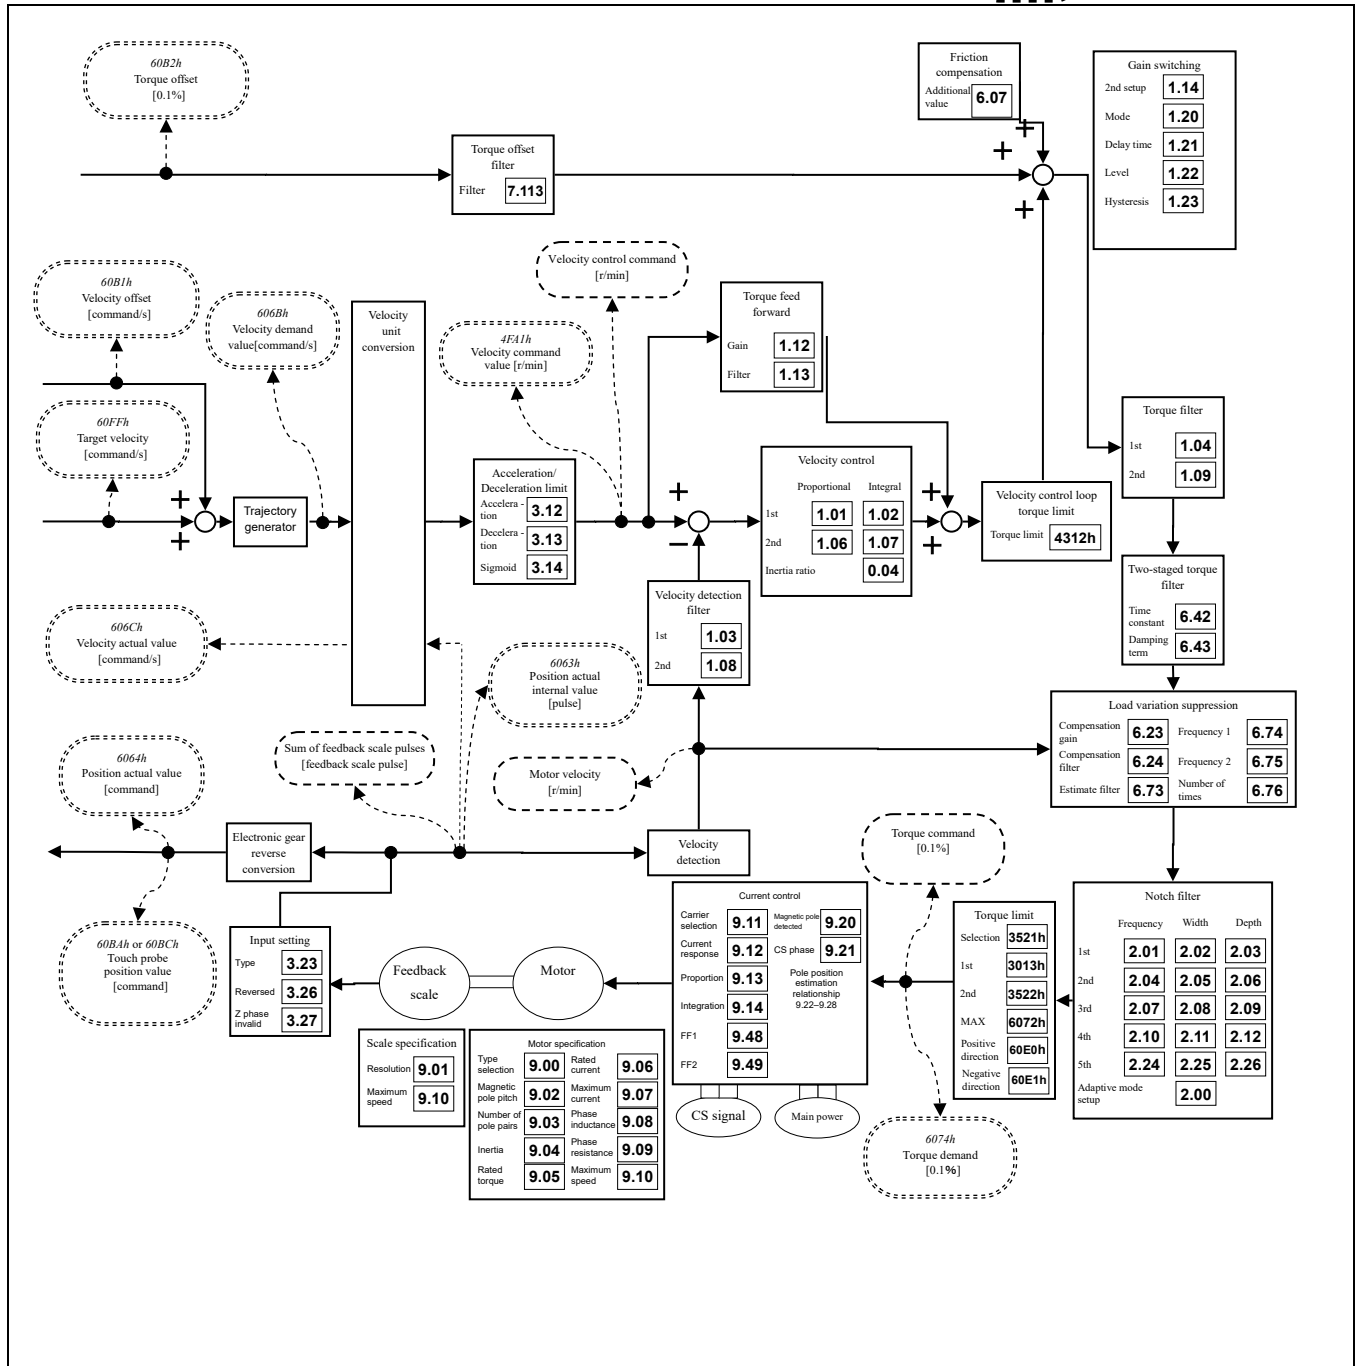 60B2h
Torque offset
[0.1%]
Friction
compensation
Additional
value
6.07
Gain switching
2nd setup 1.14
Mode 1.20
Delay time 1.21
Level 1.22
Hysteresis 1.23
+
+
+
Torque offset
filter
Filter 7.113
60B1h
Velocity offset
[command/s]
606Bh
Velocity demand
value[command/s]
Velocity
unit
conversion
Velocity control command
[r/min]
4FA1h
Velocity command
value [r/min]
Torque feed
forward
Gain 1.12
Filter 1.13
60FFh
Target velocity
[command/s]
+
+
Trajectory
generator
Acceleration/
Deceleration limit
Accelera -
tion
3.12
Decelera -
tion
3.13
Sigmoid 3.14
+
−
Velocity control
Proportional Integral
1st 1.01 1.02
2nd 1.06 1.07
Inertia ratio 0.04
+
+
Velocity control loop
torque limit
Torque limit 4312h
Torque filter
1st 1.04
2nd 1.09
Two-staged torque
filter
Time
constant
6.42
Damping
term
6.43
Velocity detection
filter
1st 1.03
2nd 1.08
606Ch
Velocity actual value
[command/s]
6063h
Position actual
internal value
[pulse]
Load variation suppression
Compensation
gain
6.23 Frequency 1 6.74
Compensation
filter
6.24 Frequency 2 6.75
Estimate filter 6.73 Number of
times
6.76
6064h
Position actual value
[command]
Sum of feedback scale pulses
[feedback scale pulse]
Motor velocity
[r/min]
Electronic gear
reverse
conversion
Velocity
detection
Torque command
[0.1%]
60BAh or 60BCh
Touch probe
position value
[command]
Input setting
Type 3.23
Reversed 3.26
Z phase
invalid
3.27
Feedback
scale
Motor
Current control
Carrier
selection
9.11 Magnetic pole
detected
9.20
Current
response
9.12 CS phase 9.21
Proportion 9.13
Integration 9.14
FF1 9.48
FF2 9.49
Pole position
estimation
relationship
9.22–9.28
CS signal
Main power
Torque limit
Selection 3521h
1st 3013h
2nd 3522h
MAX 6072h
Positive
direction
60E0h
Negative
direction
60E1h
Notch filter
Frequency Width Depth
1st 2.01 2.02 2.03
2nd 2.04 2.05 2.06
3rd 2.07 2.08 2.09
4th 2.10 2.11 2.12
5th 2.24 2.25 2.26
Adaptive mode
setup
2.00
Scale specification
Resolution 9.01
Maximum
speed
9.10
Motor specification
Type
selection
9.00 Rated
current
9.06
Magnetic
pole pitch
9.02 Maximum
current
9.07
Number of
pole pairs
9.03 Phase
inductance
9.08
Inertia 9.04 Phase
resistance
9.09
Rated
torque
9.05 Maximum
speed
9.10
6074h
Torque demand
[0.1%]